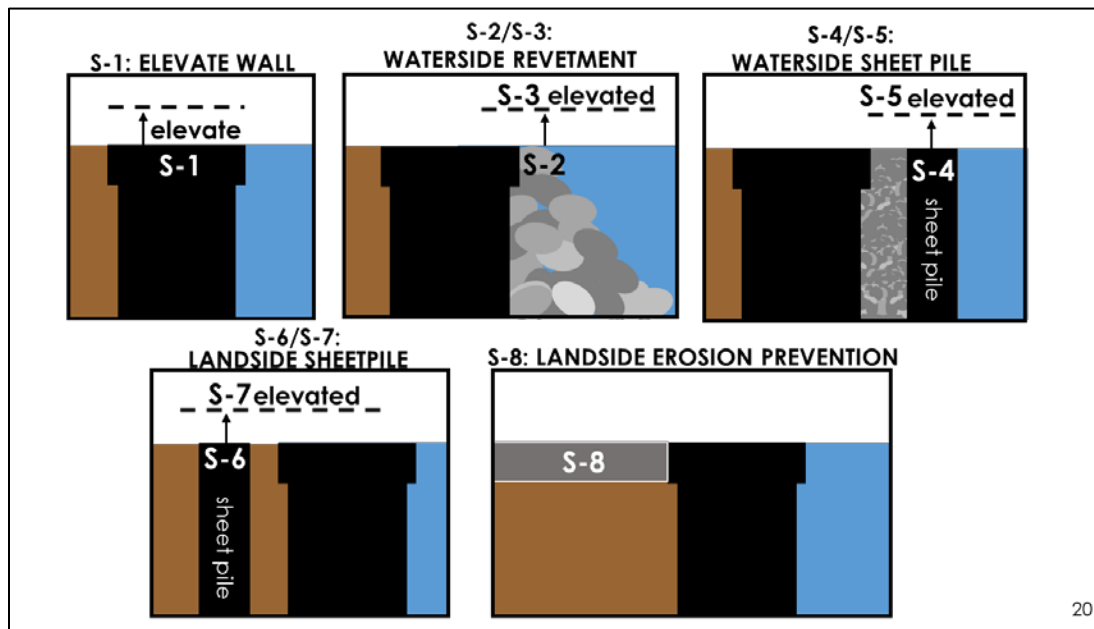 S-1: ELEVATE WALL
elevate
S-1
S-2/S-3:
WATERSIDE REVETMENT
S-3 elevated
S-2
S-4/S-5:
WATERSIDE SHEET PILE
S-5 elevated
S-4
sheet pile
S-6/S-7:
LANDSIDE SHEETPILE
S-7 elevated
S-6
sheet pile
S-8: LANDSIDE EROSION PREVENTION
S-8
20